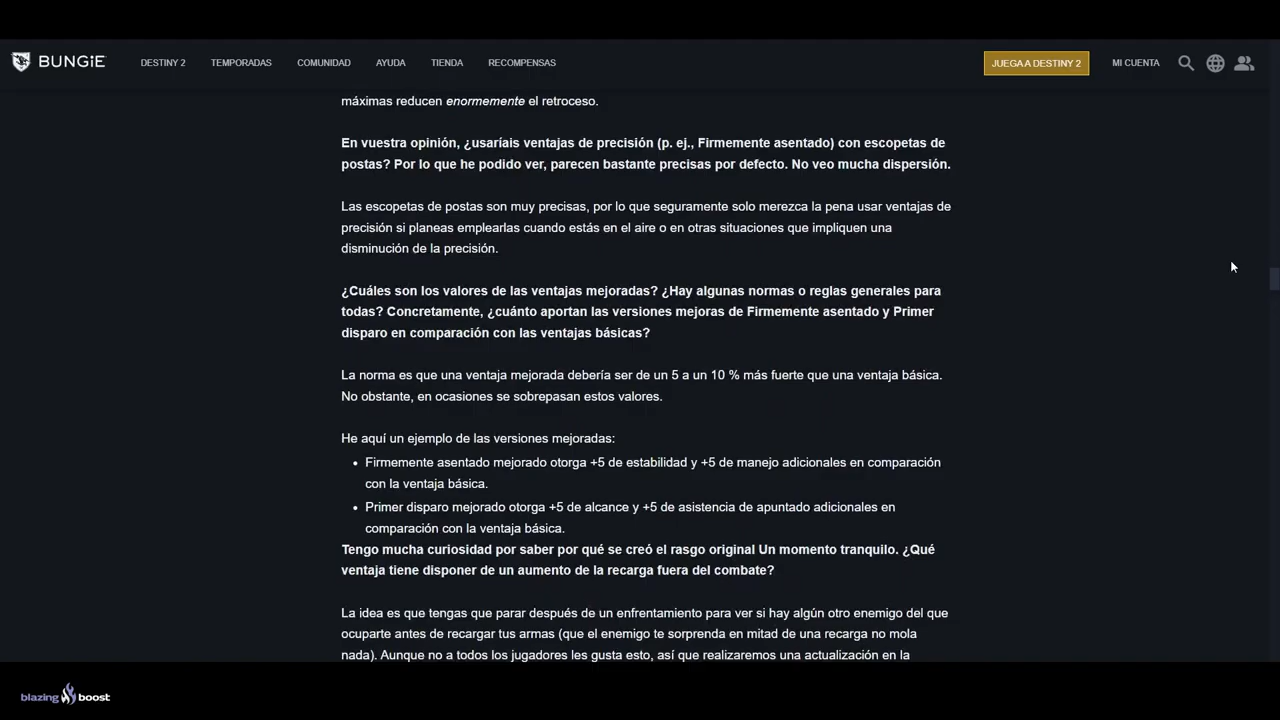 BUNGiE
DESTINY 2
TEMPORADAS
COMUNIDAD
AYUDA
TIENDA
RECOMPENSAS
JUEGA A DESTINY 2
MI CUENTA
máximas reducen enormemente el retroceso.
En vuestra opinión, ¿usaríais ventajas de precisión (p. ej., Firmemente asentado) con escopetas de
postas? Por lo que he podido ver, parecen bastante precisas por defecto. No veo mucha dispersión.
Las escopetas de postas son muy precisas, por lo que seguramente solo merezca la pena usar ventajas de
precisión si planeas emplearlas cuando estás en el aire o en otras situaciones que impliquen una
disminución de la precisión.
¿Cuáles son los valores de las ventajas mejoradas? ¿Hay algunas normas o reglas generales para
todas? Concretamente, ¿cuánto aportan las versiones mejoras de Firmemente asentado y Primer
disparo en comparación con las ventajas básicas?
La norma es que una ventaja mejorada debería ser de un 5 a un 10 % más fuerte que una ventaja básica.
No obstante, en ocasiones se sobrepasan estos valores.
He aquí un ejemplo de las versiones mejoradas:
• Firmemente asentado mejorado otorga +5 de estabilidad y +5 de manejo adicionales en comparación
con la ventaja básica.
• Primer disparo mejorado otorga +5 de alcance y +5 de asistencia de apuntado adicionales en
comparación con la ventaja básica.
Tengo mucha curiosidad por saber por qué se creó el rasgo original Un momento tranquilo. ¿Qué
ventaja tiene disponer de un aumento de la recarga fuera del combate?
La idea es que tengas que parar después de un enfrentamiento para ver si hay algún otro enemigo del que
ocuparte antes de recargar tus armas (que el enemigo te sorprenda en mitad de una recarga no mola
nada). Aunque no a todos los jugadores les gusta esto, así que realizaremos una actualización en la
blazing boost